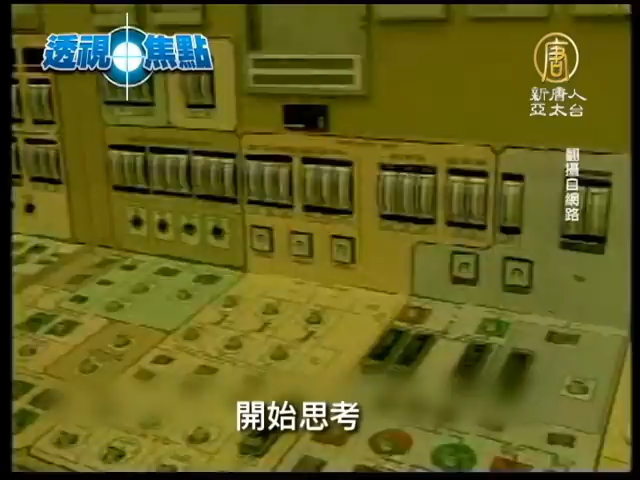 透視焦點
唐
新唐人
亞太台
翻攝自網路
開始思考